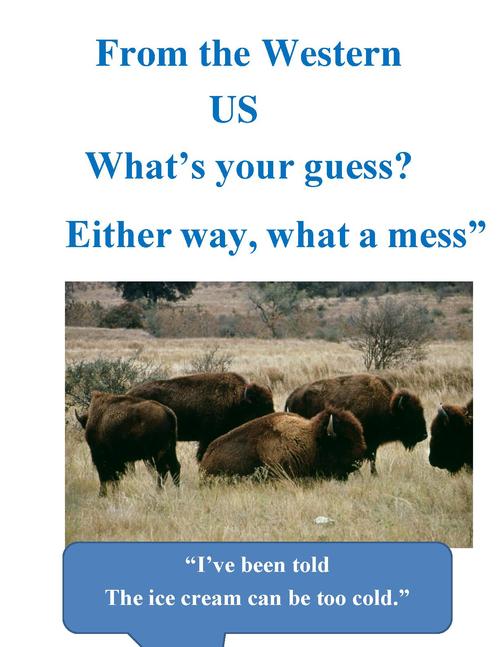 From the Western
US
What's your guess?
Either way, what a mess”
“I've been told
The ice cream can be too cold.”